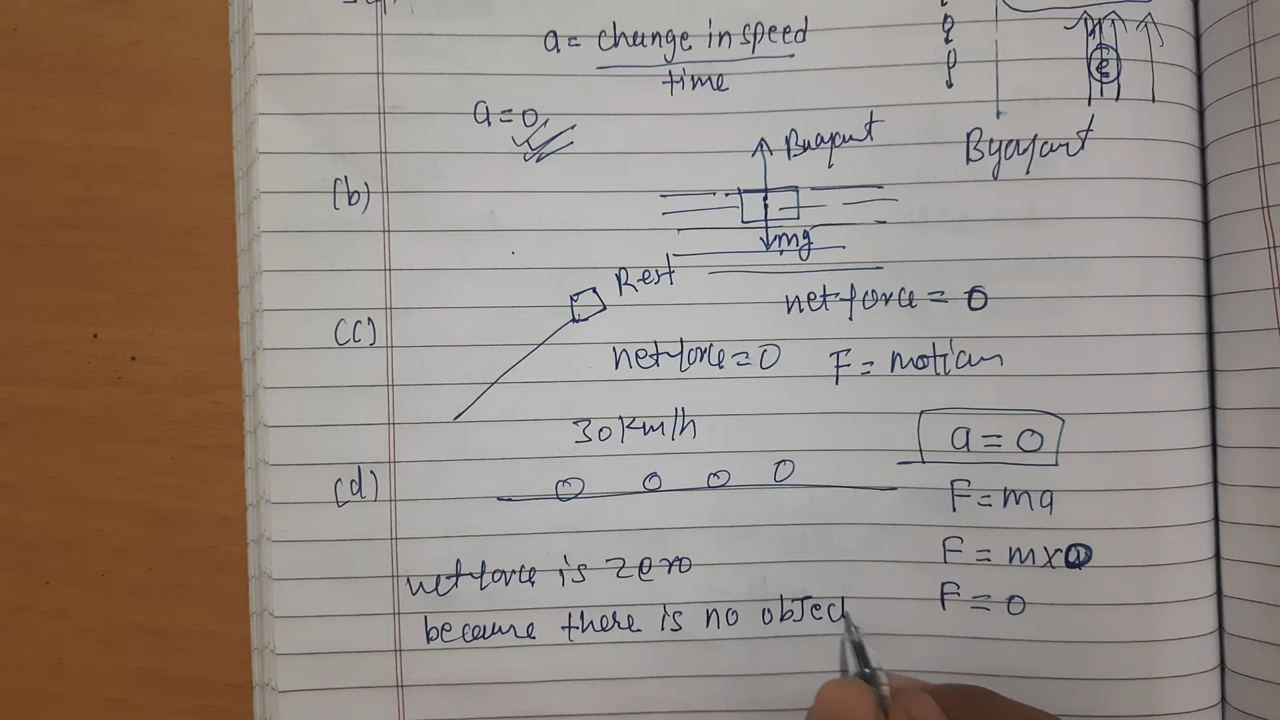 a = change in speed
time
a = 0
Byoyant
(b)
Buoyant
mg
Rest
net force = 0
(c)
net force = 0 F = motion
30 km/h
a = 0
(d)
F = ma
F = m x 0
net force is zero
F = 0
because there is no objec